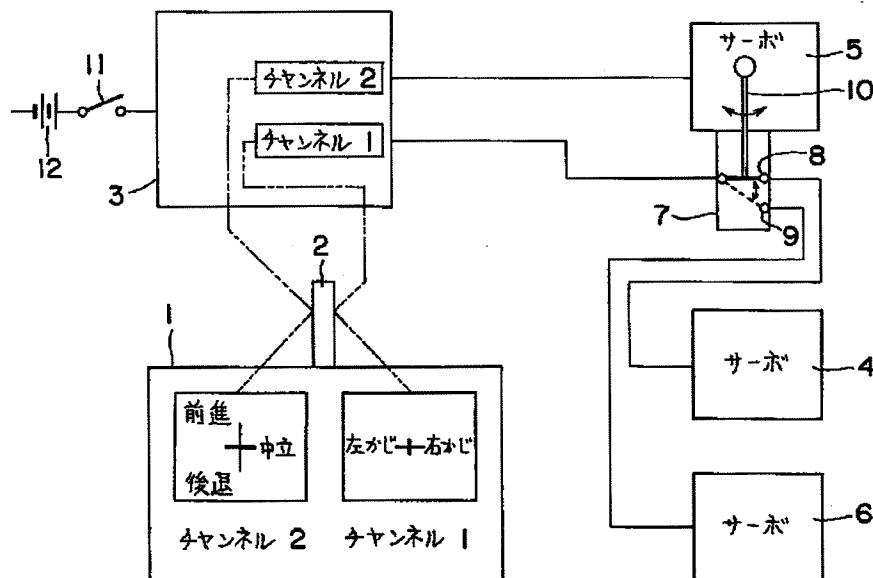 サーボ
5
11
チャンネル 2
10
12
チャンネル 1
8
3
7
9
2
1
サーボ
4
前進
中立
左かじ
右かじ
後退
サーボ
6
チャンネル 2
チャンネル 1